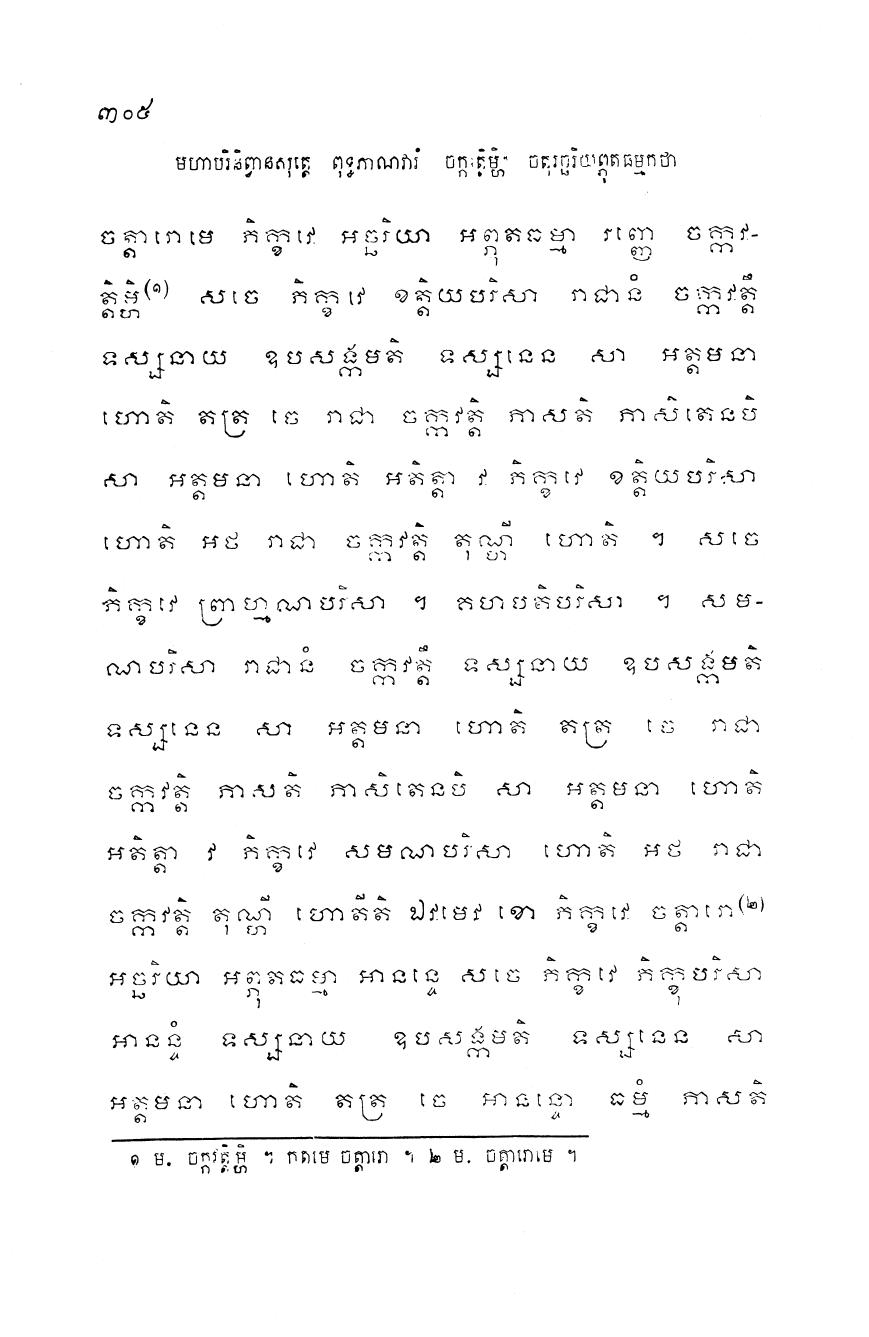 ៣០៥
មហាបរិនិព្វានសុត្តេ ពុទ្ធភាណវារំ ចក្កវត្តិម្ហិ ចតុរច្ឆរិយព្ភុតធម្មកថា
ចត្តារោមេ ភិក្ខវេ អច្ឆរិយា អព្ភុតធម្មា រញ្ញេ ចក្កវ-
ត្តិម្ហិ(១) សចេ ភិក្ខវេ ខត្តិយបរិសា រាជានំ ចក្កវត្តឹ
ទស្សនាយ ឧបសង្កមតិ ទស្សនេន សា អត្តមនា
ហោតិ តត្រ ចេ រាជា ចក្កវត្តិ ភាសតិ ភាសិតេនបិ
សា អត្តមនា ហោតិ អតិត្តា វ ភិក្ខវេ ខត្តិយបរិសា
ហោតិ អថ រាជា ចក្កវត្តិ តុណ្ហី ហោតិ ។ សចេ
ភិក្ខវេ ព្រាហ្មណបរិសា ។ គហបតិបរិសា ។ សម-
ណបរិសា រាជានំ ចក្កវត្តឹ ទស្សនាយ ឧបសង្កមតិ
ទស្សនេន សា អត្តមនា ហោតិ តត្រ ចេ រាជា
ចក្កវត្តិ ភាសតិ ភាសិតេនបិ សា អត្តមនា ហោតិ
អតិត្តា វ ភិក្ខវេ សមណបរិសា ហោតិ អថ រាជា
ចក្កវត្តិ តុណ្ហី ហោតីតិ ឯវមេវ ខោ ភិក្ខវេ ចត្តារោ(២)
អច្ឆរិយា អព្ភុតធម្មា អានន្ទេ សចេ ភិក្ខវេ ភិក្ខុបរិសា
អានន្ទំ ទស្សនាយ ឧបសង្កមតិ ទស្សនេន សា
អត្តមនា ហោតិ តត្រ ចេ អានន្ទោ ធម្មំ ភាសតិ
១ ម. ចក្កវត្តិម្ហិ ។ កតមេ ចត្តារោ ។ ២ ម. ចត្តារោមេ ។